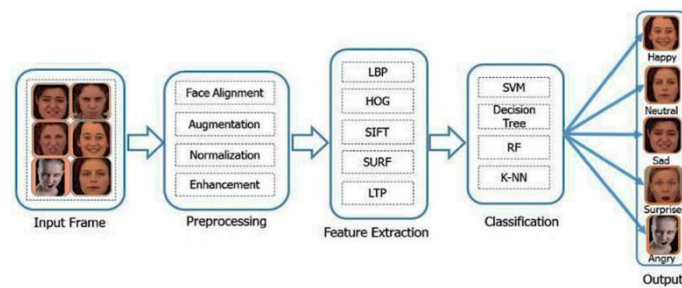 Input Frame
Face Alignment
Augmentation
Normalization
Enhancement
Preprocessing
LBP
HOG
SIFT
SURF
LTP
Feature Extraction
SVM
Decision
Tree
RF
K-NN
Classification
Happy
Neutral
Sad
Surprise
Angry
Output